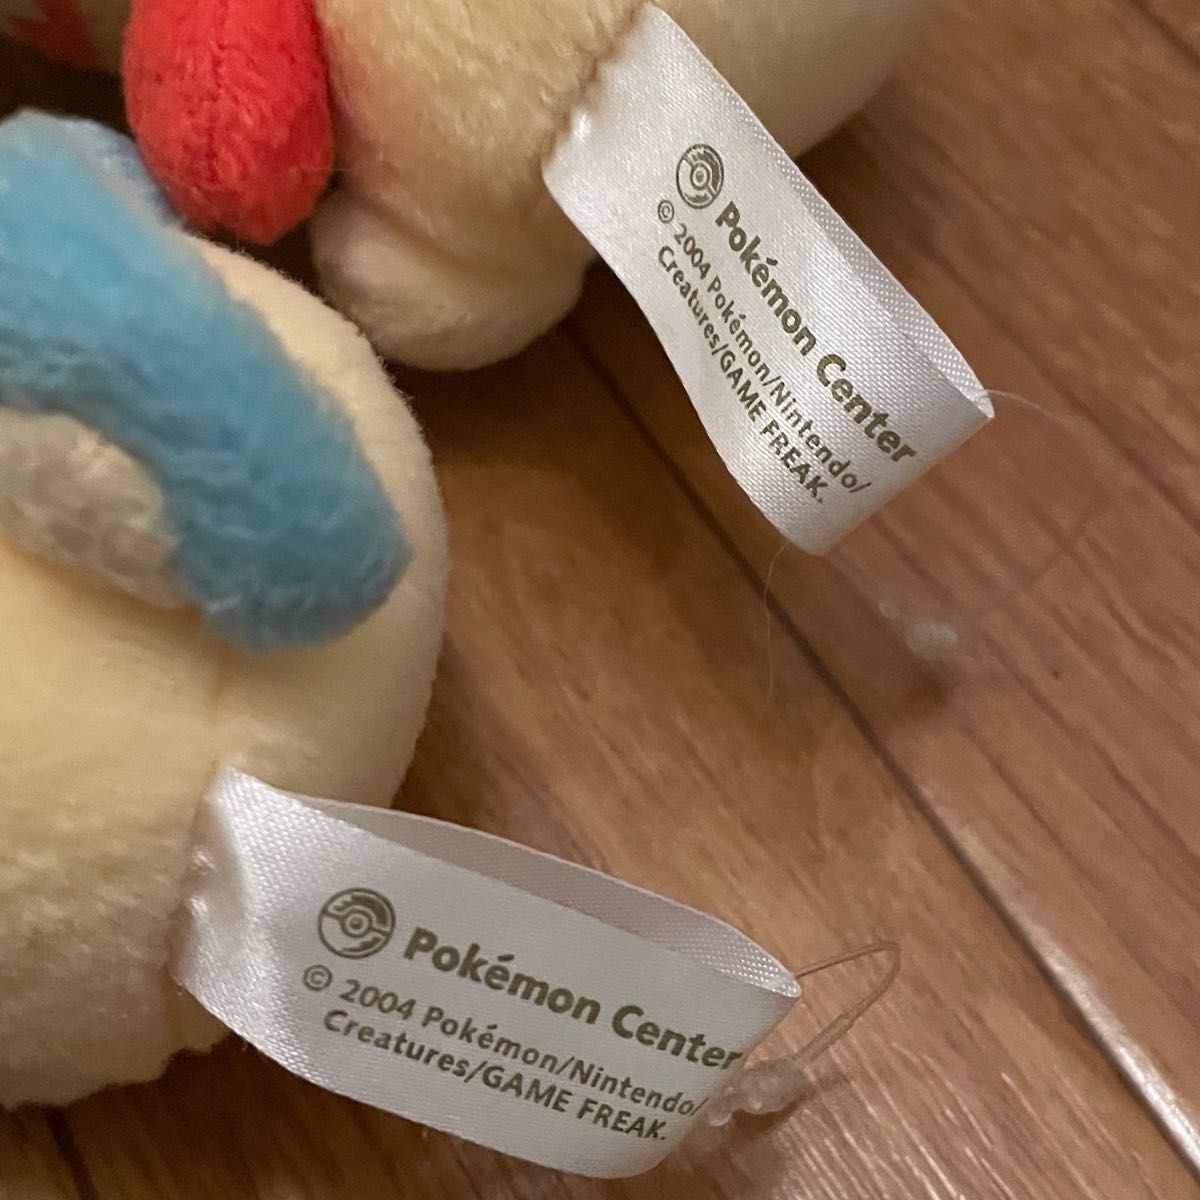 Pokémon Center
© 2004 Pokémon/Nintendo/
Creatures/GAME FREAK.
Pokémon Center
© 2004 Pokémon/Nintendo/
Creatures/GAME FREAK.